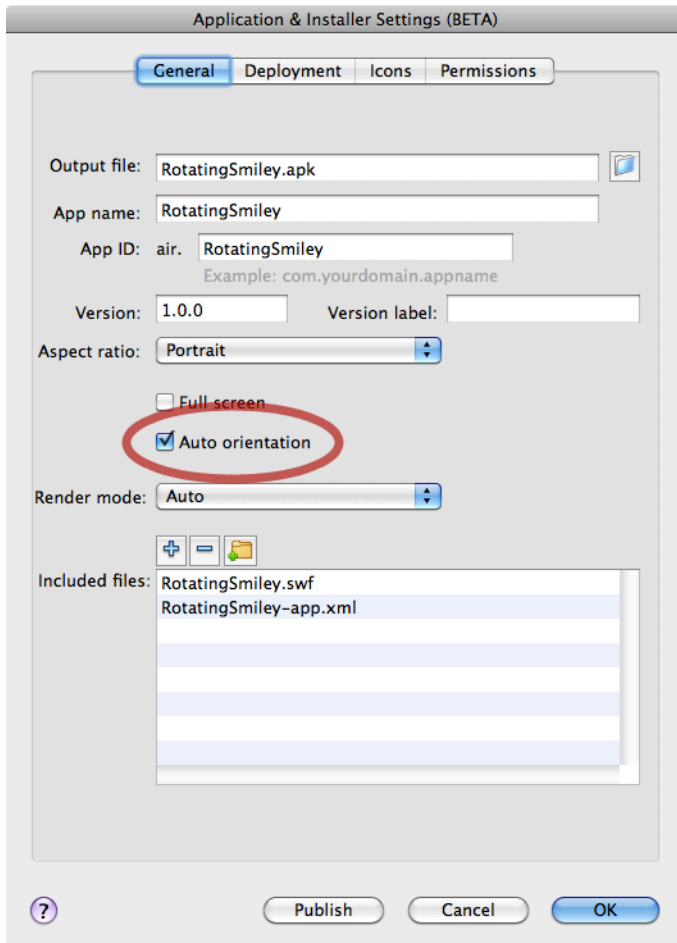 Application & Installer Settings (BETA)
General Deployment Icons Permissions
Output file: RotatingSmiley.apk
App name: RotatingSmiley
App ID: air. RotatingSmiley
Example: com.yourdomain.appname
Version: 1.0.0 Version label:
Aspect ratio: Portrait
Full screen
Auto orientation
Render mode: Auto
Included files: RotatingSmiley.swf
RotatingSmiley-app.xml
? Publish Cancel OK